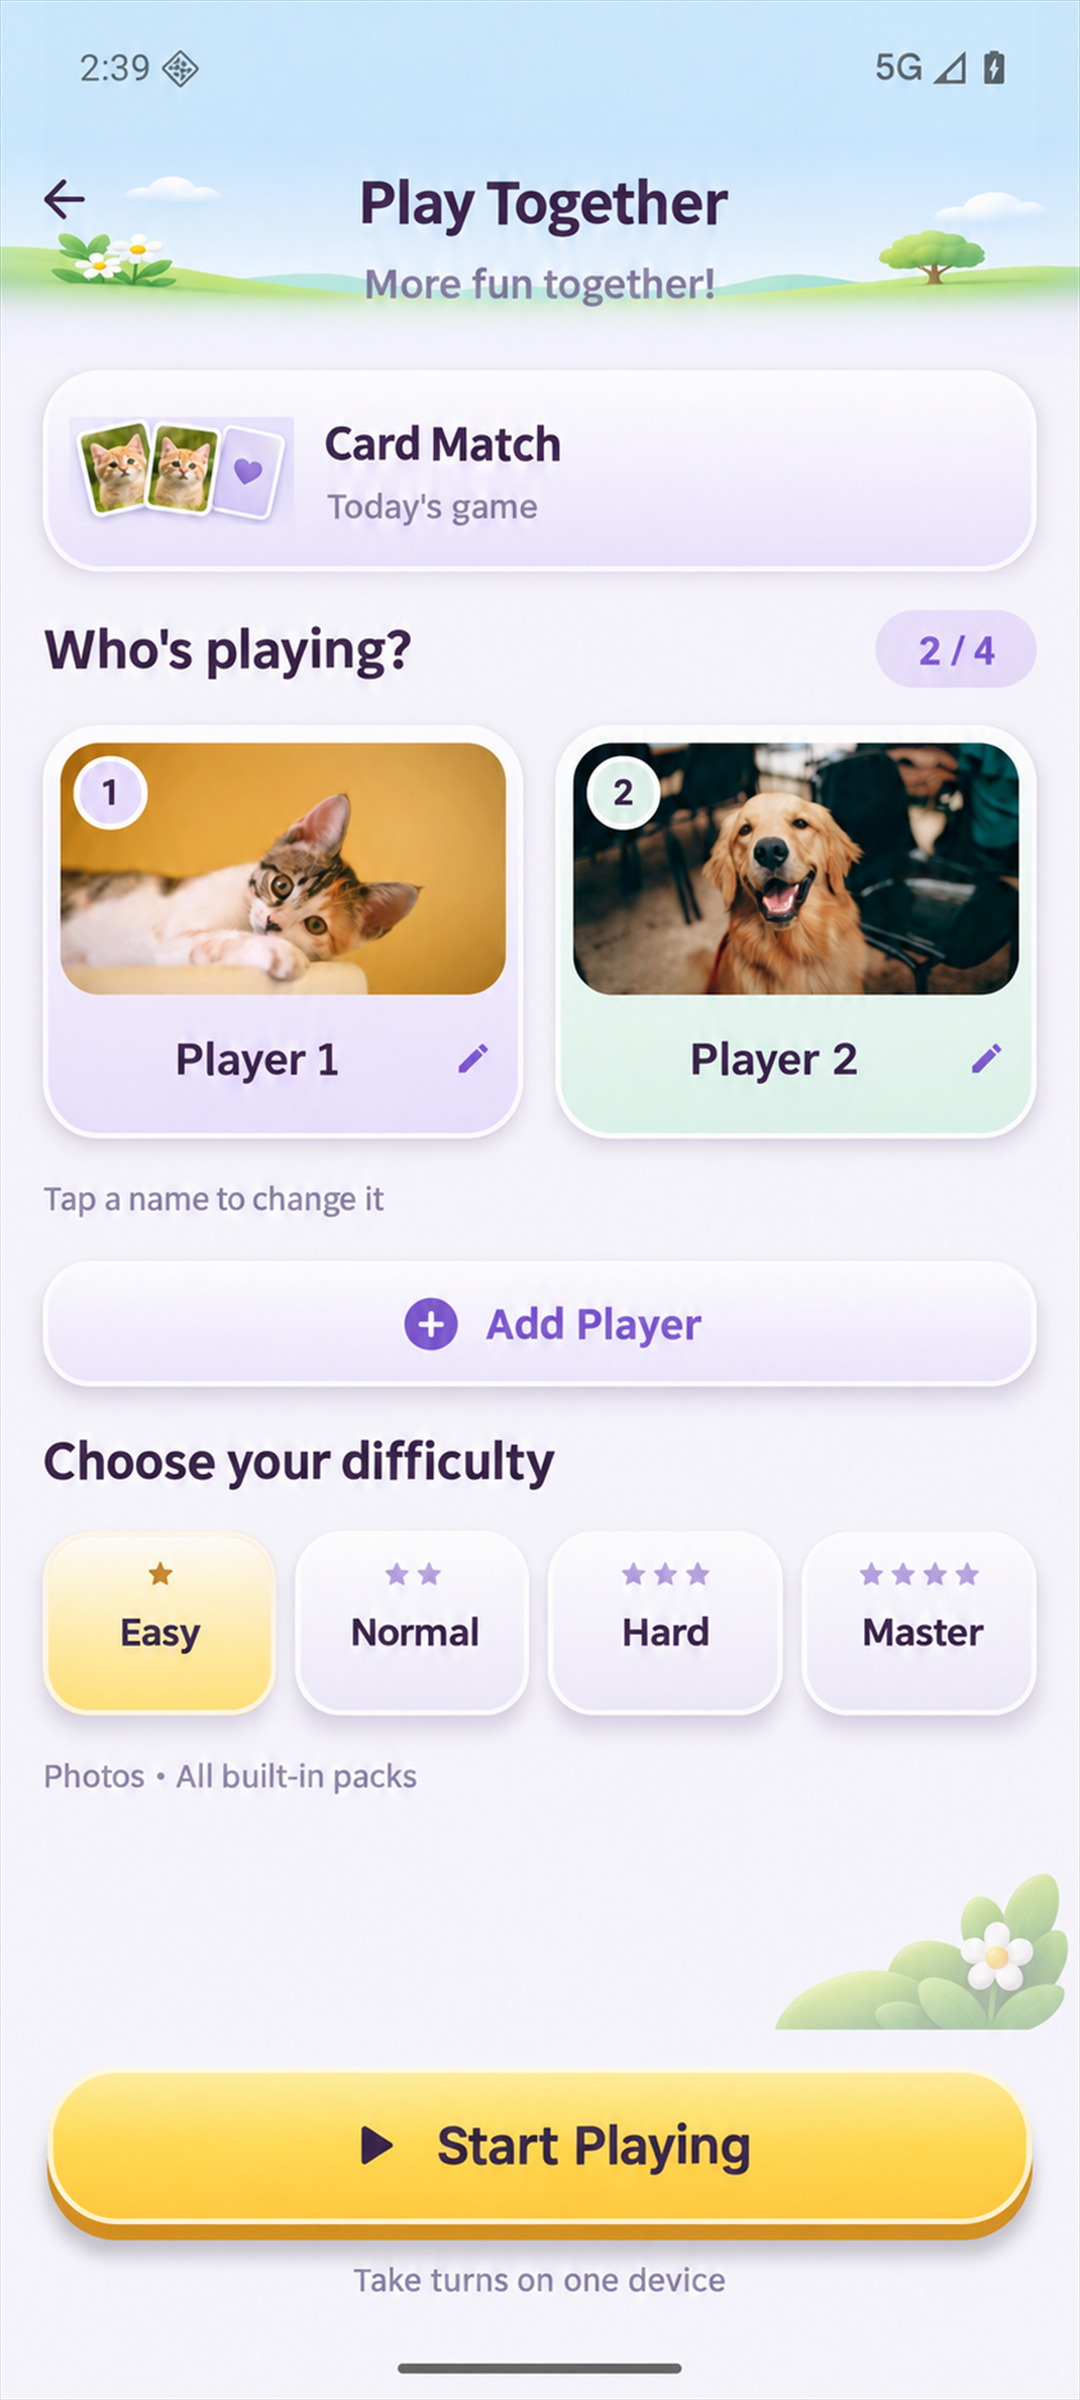 2:39
5G
Play Together
More fun together!
Card Match
Today's game
Who's playing?
2 / 4
1
2
Player 1
Player 2
Tap a name to change it
Add Player
Choose your difficulty
Easy
Normal
Hard
Master
Photos • All built-in packs
Start Playing
Take turns on one device